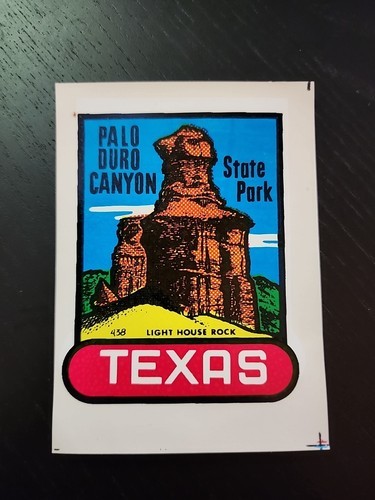 PALO
DURO
CANYON
State
Park
438 LIGHT HOUSE ROCK
TEXAS